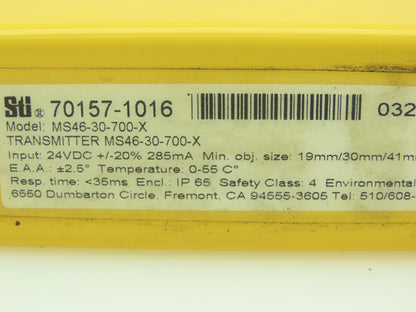 Sti ® 70157-1016 032
Model: MS46-30-700-X
TRANSMITTER MS46-30-700-X
Input: 24VDC +/-20% 285mA Min. obj. size: 19mm/30mm/41m
E.A.A.: ±2.5° Temperature: 0-55 C°
Resp. time: <35ms Encl.: IP 65 Safety Class: 4 Environmental
6550 Dumbarton Circle, Fremont, CA 94555-3605 Tel: 510/608-